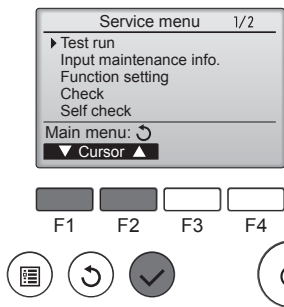 Service menu 1/2
Test run
Input maintenance info.
Function setting
Check
Self check
Main menu:
Cursor
F1 F2 F3 F4